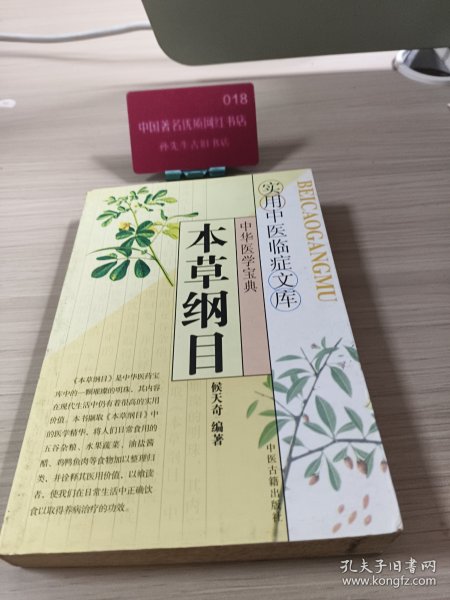 018
中国著名优质网红书店
孙先生古旧书店
实用中医临症文库
BEICAOGANGMU
中华医学宝典
本草纲目
候天奇 编著
《本草纲目》是中华医药宝
库中的一颗璀璨的明珠，其内容
在现代生活中仍有着很高的实用
价值。本书撷取《本草纲目》中
的医学精华，将人们日常食用的
五谷杂粮、水果蔬菜、油盐酱
醋、鸡鸭鱼肉等食物加以整理归
类，并诠释其医用价值，以飨读
者，使我们在日常生活中正确饮
食以取得养病治疗的功效。
中医古籍出版社
孔夫子旧书网
www.kongfz.com